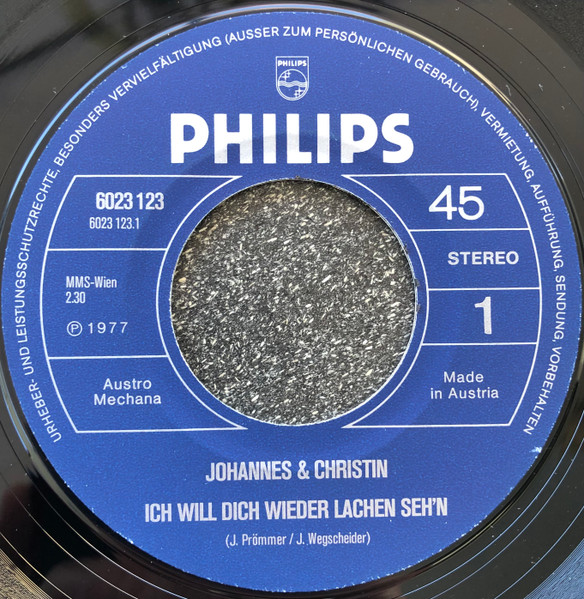 URHEBER- UND LEISTUNGSSCHUTZRECHTE, BESONDERS VERVIELFÄLTIGUNG (AUSSER ZUM PERSÖNLICHEN GEBRAUCH), VERMIETUNG, AUFFÜHRUNG, SENDUNG, VORBEHALTEN
PHILIPS
PHILIPS
6023 123
6023 123.1
45
STEREO
MMS-Wien
2.30
℗ 1977
1
Austro
Mechana
Made
in Austria
JOHANNES & CHRISTIN
ICH WILL DICH WIEDER LACHEN SEH'N
(J. Prömmer / J. Wegscheider)